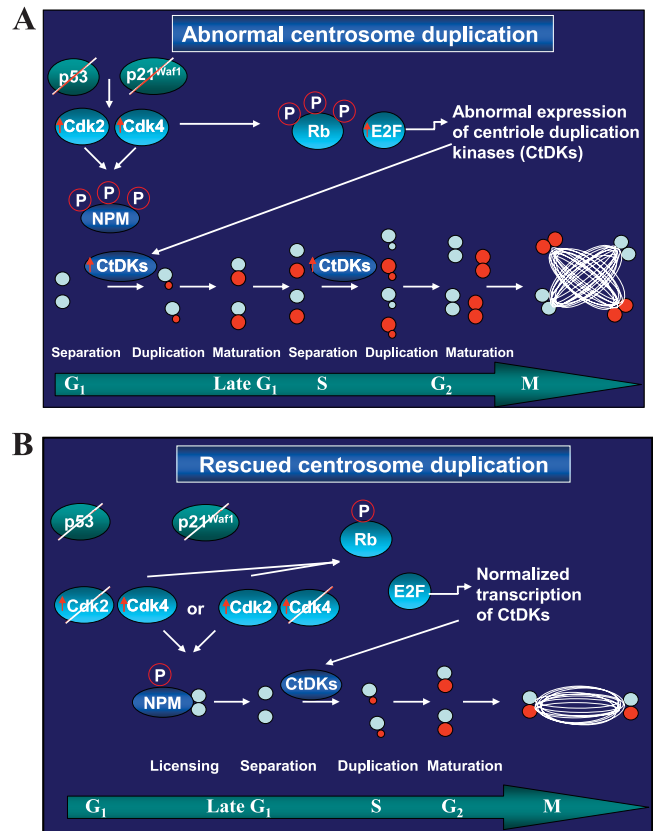 A
Abnormal centrosome duplication
p53
p21Waf1
Cdk2
Cdk4
P
P
P
Rb
E2F
Abnormal expression
of centriole duplication
kinases (CtDKs)
P
P
P
NPM
CtDKs
CtDKs
Separation
Duplication
Maturation
Separation
Duplication
Maturation
G1
Late G1
S
G2
M
B
Rescued centrosome duplication
p53
p21Waf1
P
Rb
Cdk2
Cdk4
or
Cdk2
Cdk4
E2F
Normalized
transcription
of CtDKs
P
NPM
CtDKs
Licensing
Separation
Duplication
Maturation
G1
Late G1
S
G2
M